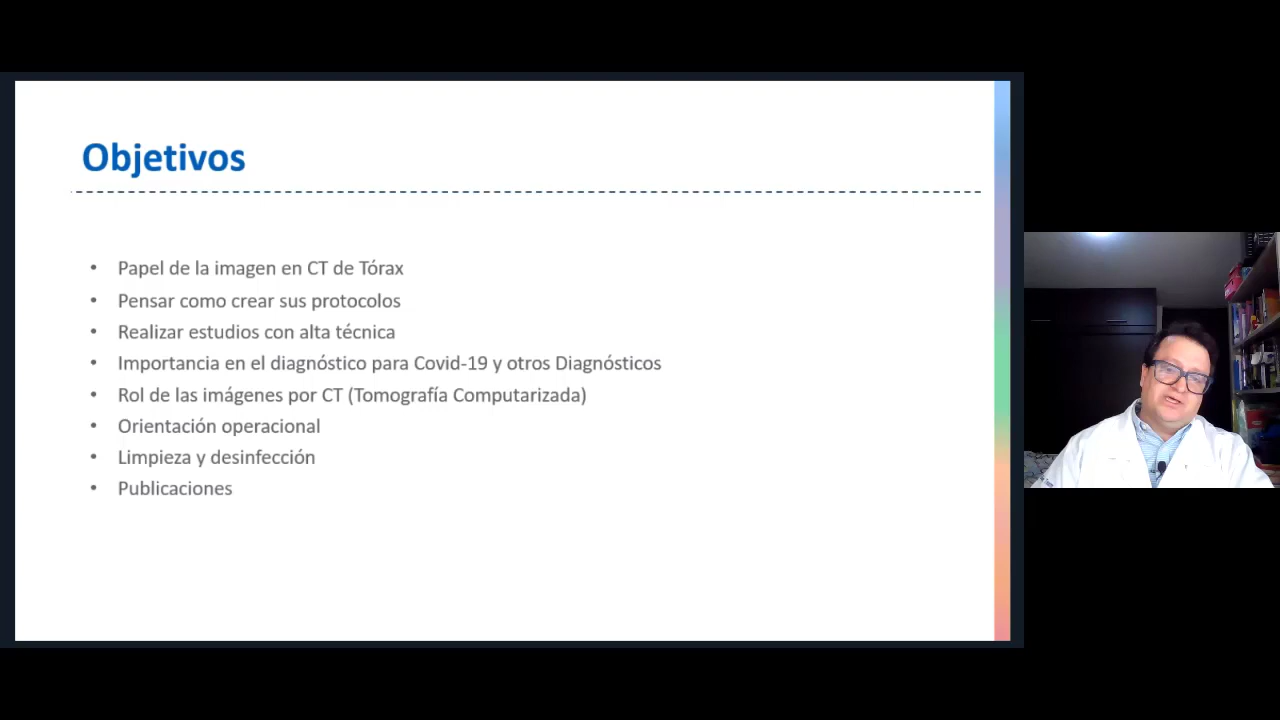 Objetivos
• Papel de la imagen en CT de Tórax
• Pensar como crear sus protocolos
• Realizar estudios con alta técnica
• Importancia en el diagnóstico para Covid-19 y otros Diagnósticos
• Rol de las imágenes por CT (Tomografía Computarizada)
• Orientación operacional
• Limpieza y desinfección
• Publicaciones